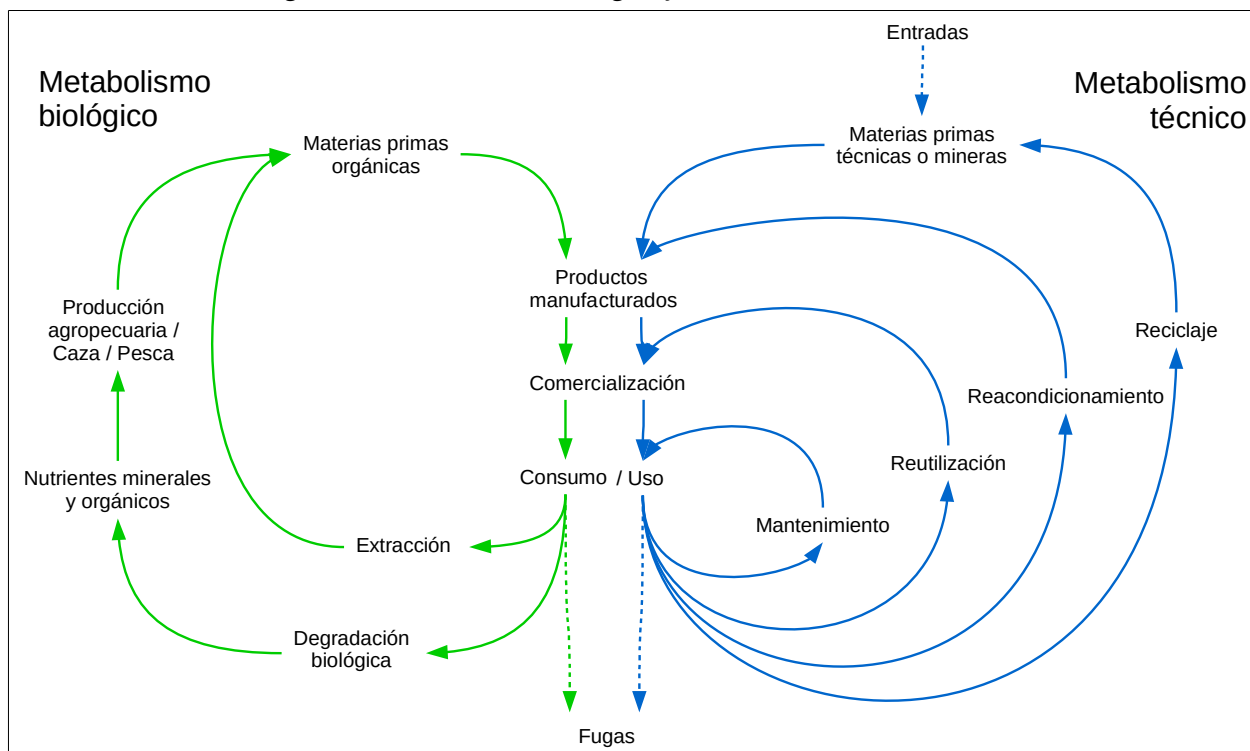 Entradas
Metabolismo
biológico
Metabolismo
técnico
Materias primas
orgánicas
Materias primas
técnicas o mineras
Productos
manufacturados
Producción
agropecuaria /
Caza / Pesca
Reciclaje
Comercialización
Reacondicionamiento
Nutrientes minerales
y orgánicos
Consumo / Uso
Reutilización
Mantenimiento
Extracción
Degradación
biológica
Fugas